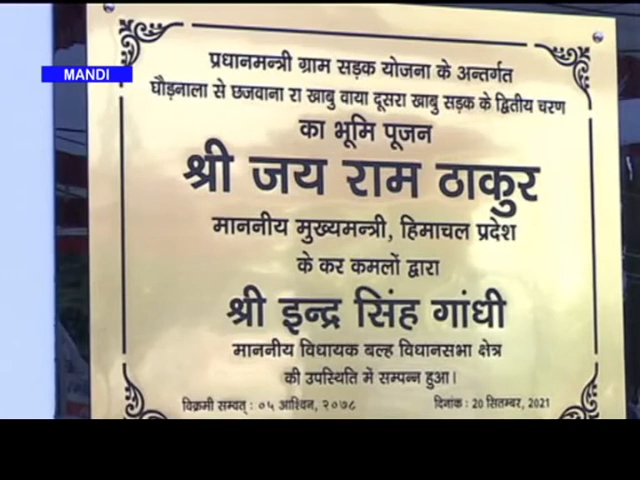 MANDI
प्रधानमन्त्री ग्राम सड़क योजना के अन्तर्गत
घौड़नाला से छजवाना रा खाबु वाया दूसरा खाबु सड़क के द्वितीय चरण
का भूमि पूजन
श्री जय राम ठाकुर
माननीय मुख्यमन्त्री, हिमाचल प्रदेश
के कर कमलों द्वारा
श्री इन्द्र सिंह गांधी
माननीय विधायक बल्ह विधानसभा क्षेत्र
की उपस्थिति में सम्पन्न हुआ।
विक्रमी सम्वत् : ०५ आश्विन, २०७८ दिनांक : 20 सितम्बर, 2021